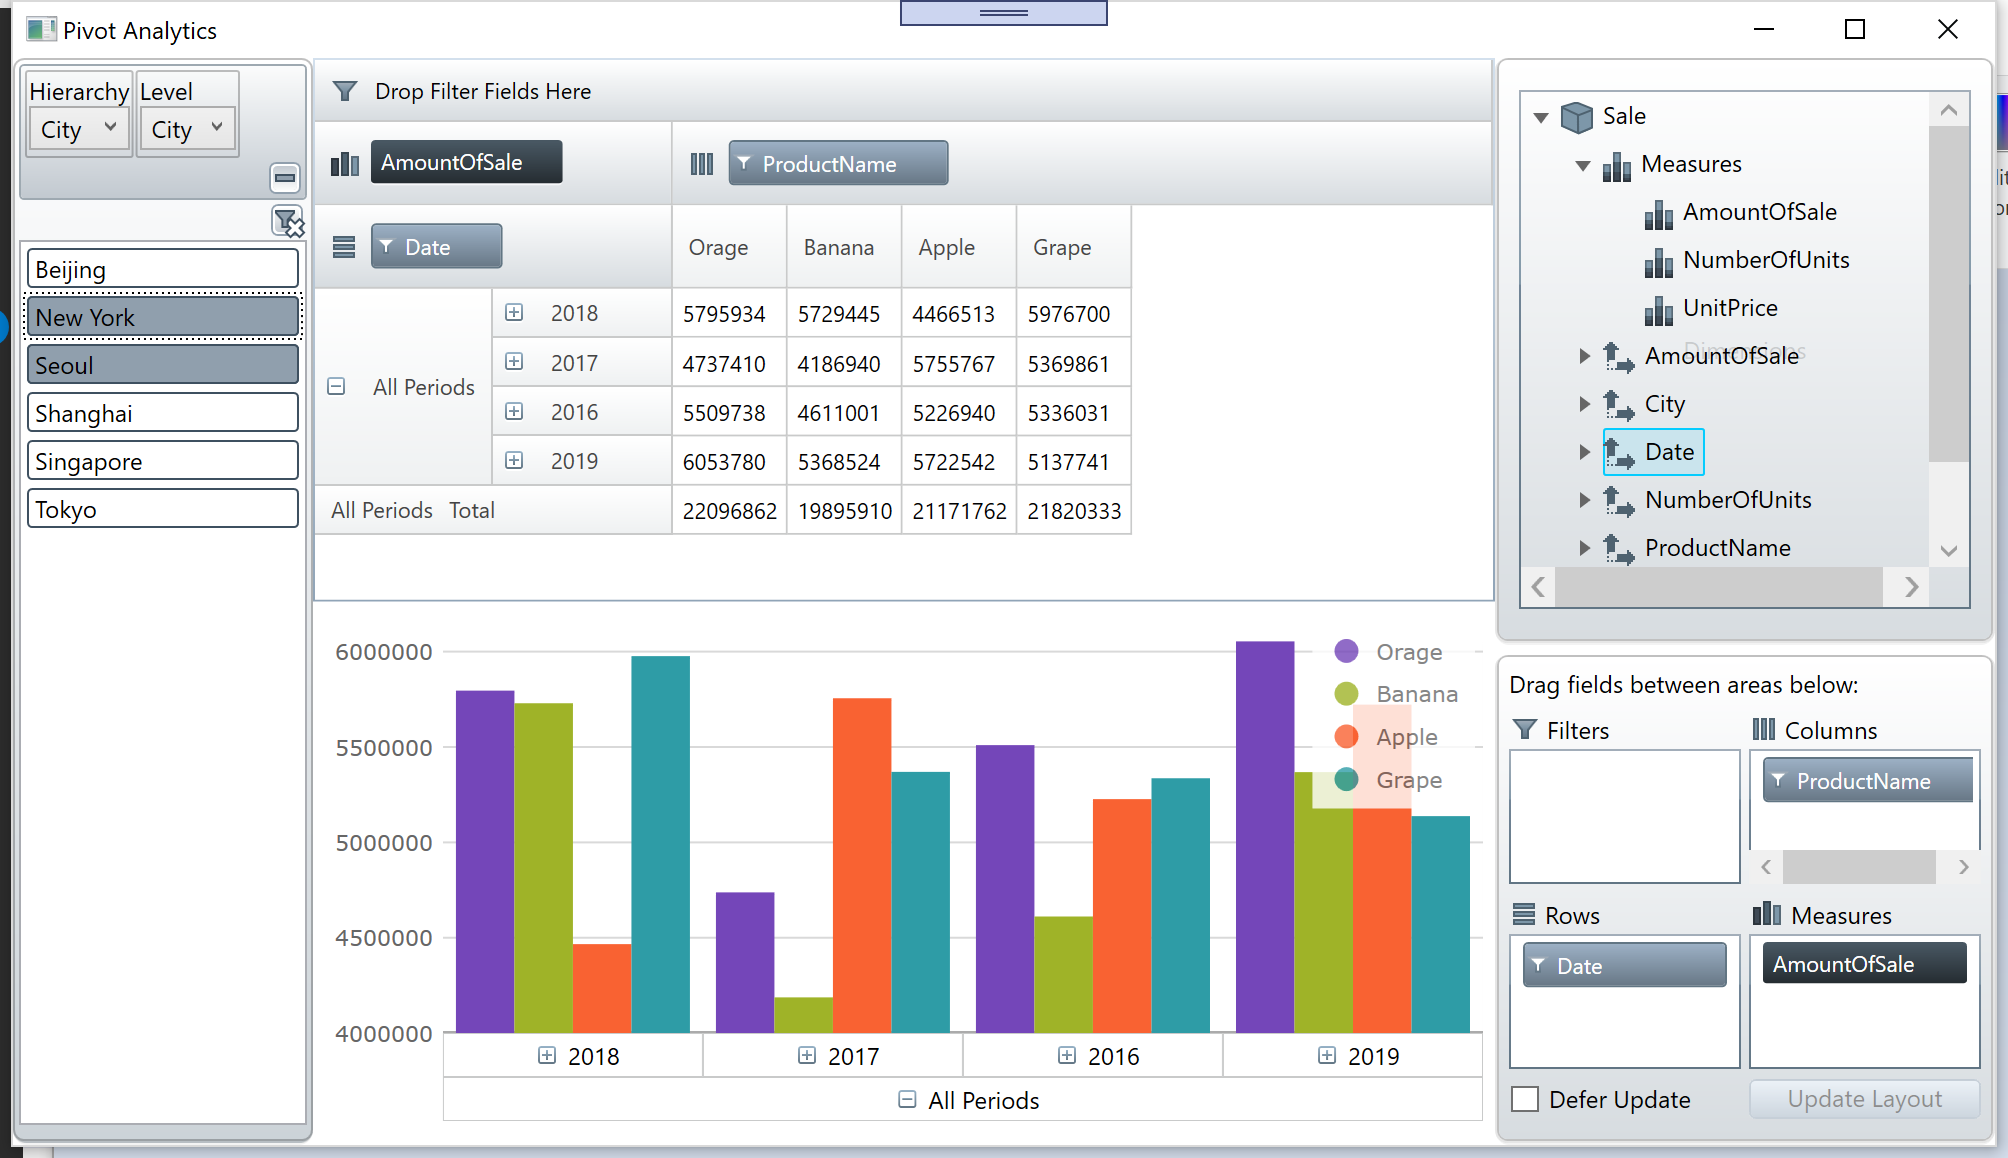 Pivot Analytics
Hierarchy Level
City City
Beijing
New York
Seoul
Shanghai
Singapore
Tokyo
Drop Filter Fields Here
AmountOfSale ProductName
Date Orage Banana Apple Grape
2018 5795934 5729445 4466513 5976700
2017 4737410 4186940 5755767 5369861
All Periods
2016 5509738 4611001 5226940 5336031
2019 6053780 5368524 5722542 5137741
All Periods Total 22096862 19895910 21171762 21820333
6000000
5500000
5000000
4500000
4000000
Orage
Banana
Apple
Grape
2018 2017 2016 2019
All Periods
Sale
Measures
AmountOfSale
NumberOfUnits
UnitPrice
Dimensions
AmountOfSale
City
Date
NumberOfUnits
ProductName
Drag fields between areas below:
Filters Columns
ProductName
Rows Measures
Date AmountOfSale
Defer Update Update Layout